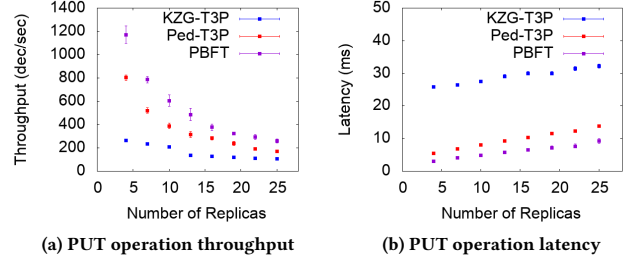 1400
1200
1000
800
600
400
200
0
0 5 10 15 20 25
Throughput (dec/sec)
Number of Replicas
KZG-T3P
Ped-T3P
PBFT
(a) PUT operation throughput
50
40
30
20
10
0
0 5 10 15 20 25
Latency (ms)
Number of Replicas
KZG-T3P
Ped-T3P
PBFT
(b) PUT operation latency